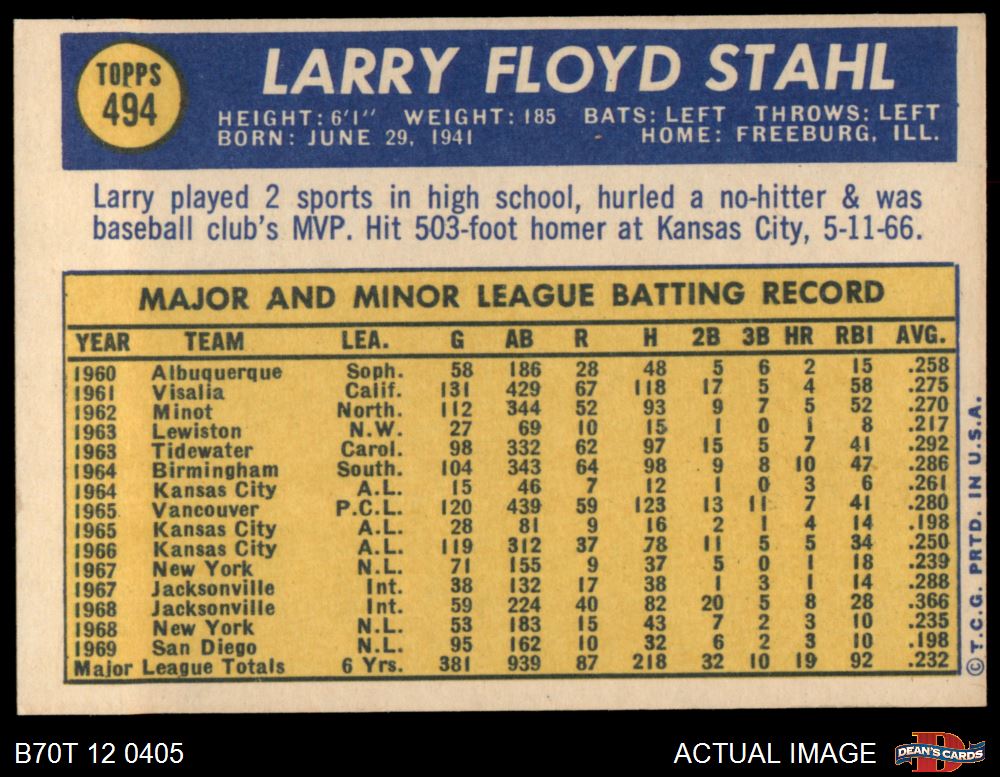 TOPPS
494
LARRY FLOYD STAHL
HEIGHT: 6'1" WEIGHT: 185 BATS: LEFT THROWS: LEFT
BORN: JUNE 29, 1941 HOME: FREEBURG, ILL.
Larry played 2 sports in high school, hurled a no-hitter & was
baseball club's MVP. Hit 503-foot homer at Kansas City, 5-11-66.
MAJOR AND MINOR LEAGUE BATTING RECORD
YEAR TEAM LEA. G AB R H 2B 3B HR RBI AVG.
1960 Albuquerque Soph. 58 186 28 48 5 6 2 15 .258
1961 Visalia Calif. 131 429 67 118 17 5 4 58 .275
1962 Minot North. 112 344 52 93 9 7 5 52 .270
1963 Lewiston N.W. 27 69 10 15 1 0 1 8 .217
1963 Tidewater Carol. 98 332 62 97 15 5 7 41 .292
1964 Birmingham South. 104 343 64 98 9 8 10 47 .286
1964 Kansas City A.L. 15 46 7 12 1 0 3 6 .261
1965 Vancouver P.C.L. 120 439 59 123 13 11 7 41 .280
1965 Kansas City A.L. 28 81 9 16 2 1 4 14 .198
1966 Kansas City A.L. 119 312 37 78 11 5 5 34 .250
1967 New York N.L. 71 155 9 37 5 0 1 18 .239
1967 Jacksonville Int. 38 132 17 38 1 3 1 14 .288
1968 Jacksonville Int. 59 224 40 82 20 5 8 28 .366
1968 New York N.L. 53 183 15 43 7 2 3 10 .235
1969 San Diego N.L. 95 162 10 32 6 2 3 10 .198
Major League Totals 6 Yrs. 381 939 87 218 32 10 19 92 .232
© T.C.G. PRTD. IN U.S.A.
B70T 12 0405 ACTUAL IMAGE
DEAN'S CARDS